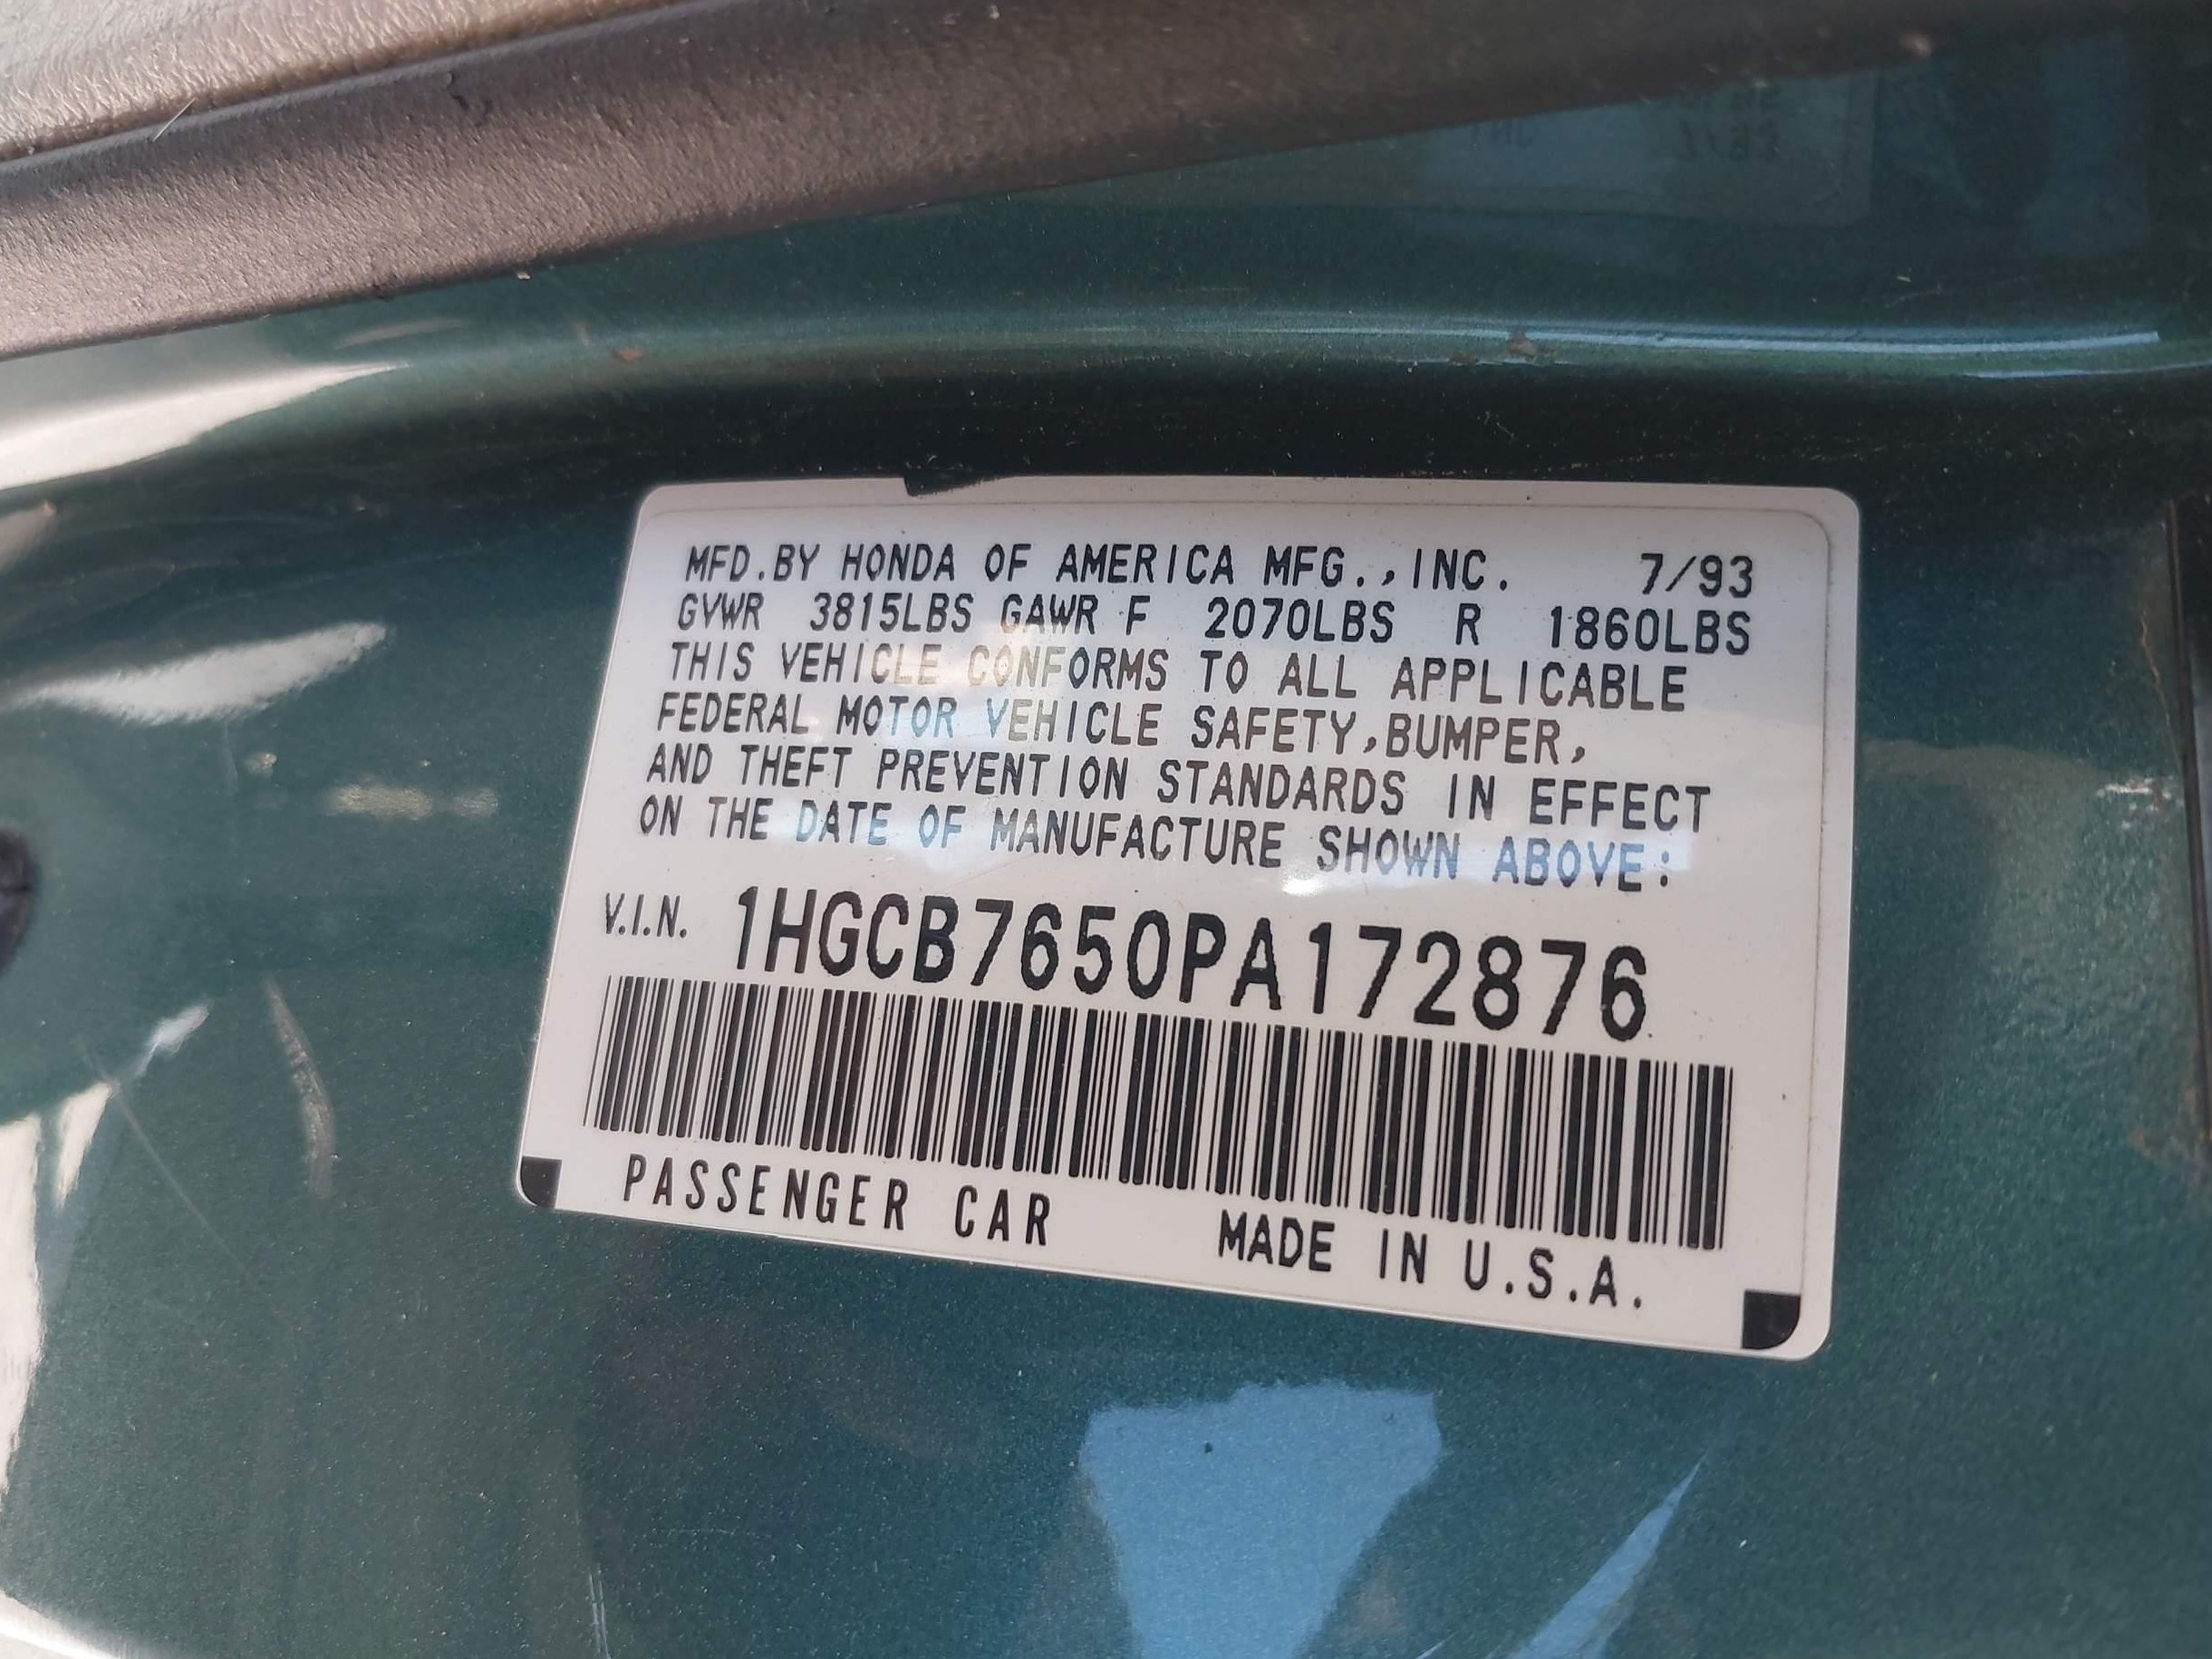 MFD.BY HONDA OF AMERICA MFG.,INC. 7/93
GVWR 3815LBS GAWR F 2070LBS R 1860LBS
THIS VEHICLE CONFORMS TO ALL APPLICABLE
FEDERAL MOTOR VEHICLE SAFETY,BUMPER,
AND THEFT PREVENTION STANDARDS IN EFFECT
ON THE DATE OF MANUFACTURE SHOWN ABOVE:
V.I.N. 1HGCB7650PA172876
PASSENGER CAR MADE IN U.S.A.